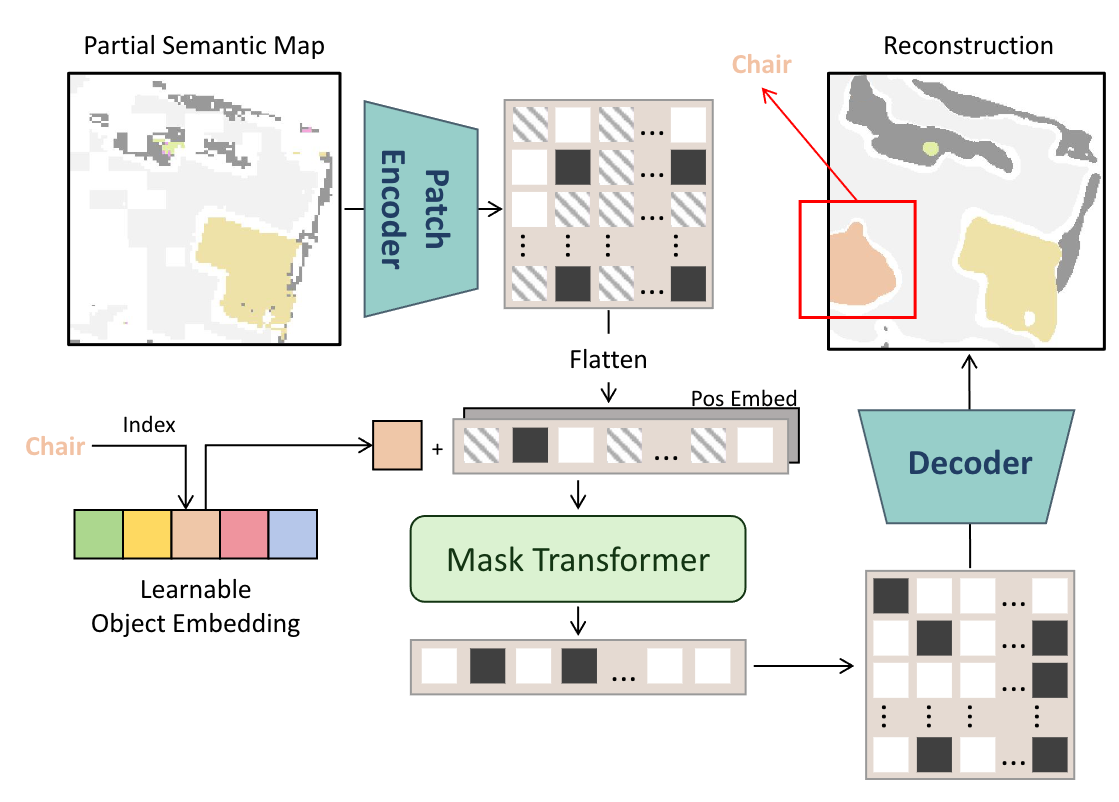 Partial Semantic Map
Chair
Reconstruction
Patch
Encoder
...
...
...
...
Flatten
Pos Embed
Chair
Index
+
...
Decoder
Learnable
Object Embedding
Mask Transformer
...
...
...
...
...